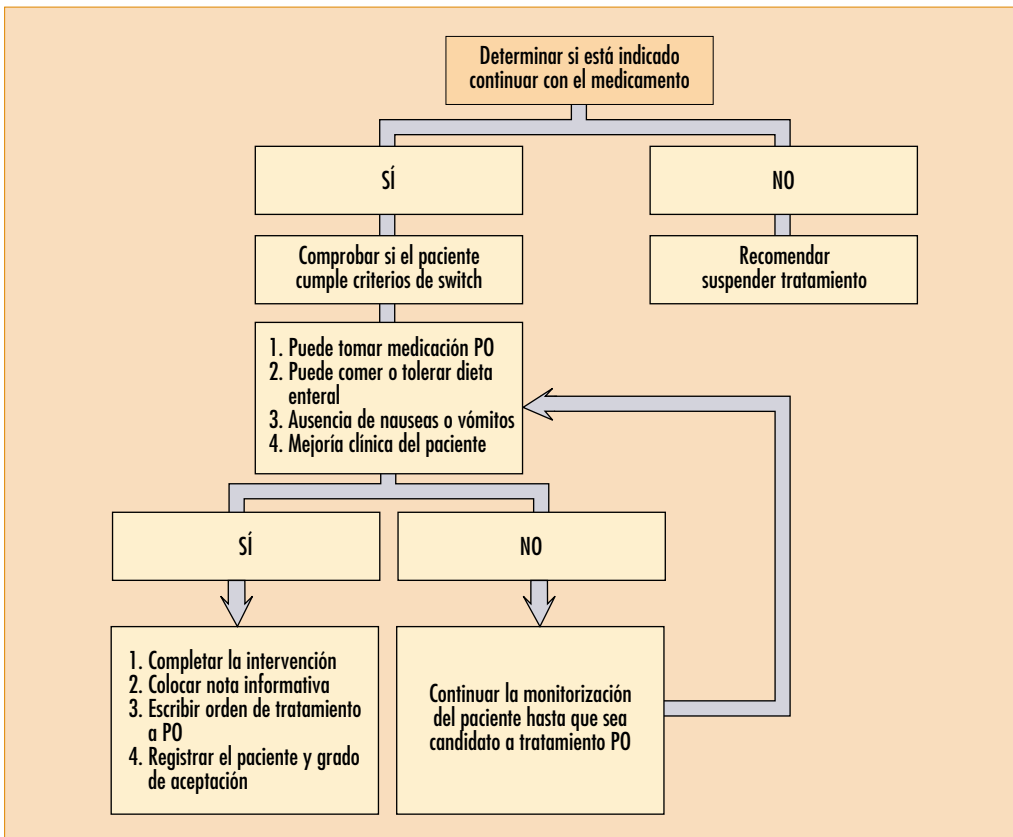 Determinar si está indicado
continuar con el medicamento
SÍ
NO
Comprobar si el paciente
cumple criterios de switch
Recomendar
suspender tratamiento
1. Puede tomar medicación PO
2. Puede comer o tolerar dieta
enteral
3. Ausencia de nauseas o vómitos
4. Mejoría clínica del paciente
SÍ
NO
1. Completar la intervención
2. Colocar nota informativa
3. Escribir orden de tratamiento
a PO
4. Registrar el paciente y grado
de aceptación
Continuar la monitorización
del paciente hasta que sea
candidato a tratamiento PO